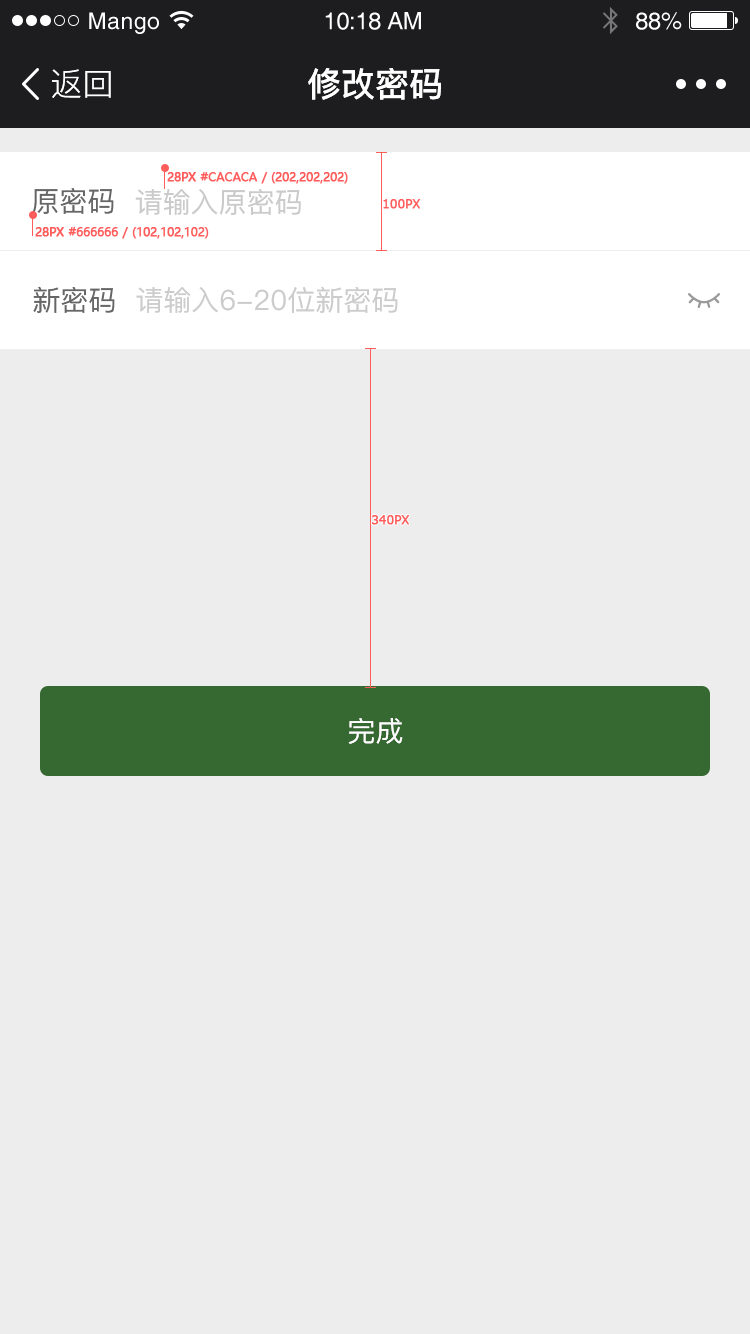 Mango 10:18 AM 88%
返回 修改密码
28PX #CACACA / (202,202,202)
原密码 请输入原密码 100PX
28PX #666666 / (102,102,102)
新密码 请输入6-20位新密码
340PX
完成